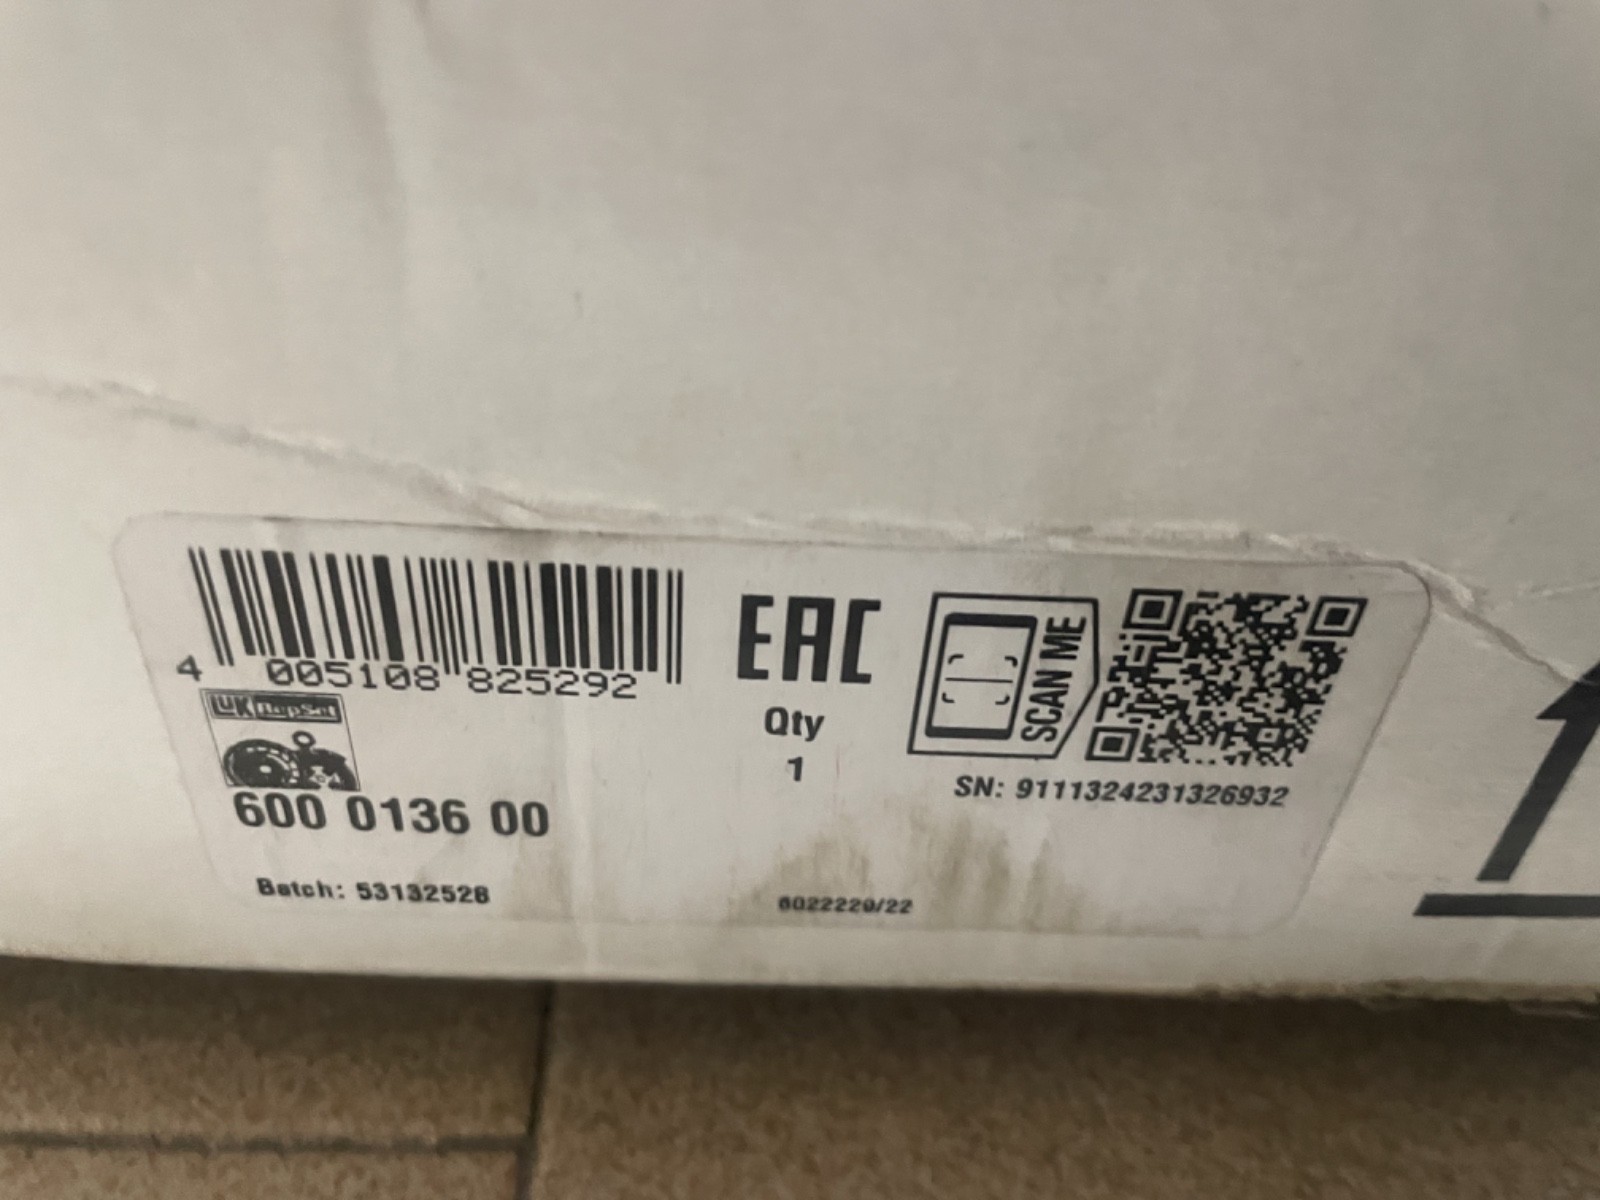 4 005108 825292
LUK RepSet
600 0136 00
Batch: 53132528
EAC
Qty
1
6022220/22
SCAN ME
SN: 9111324231326932